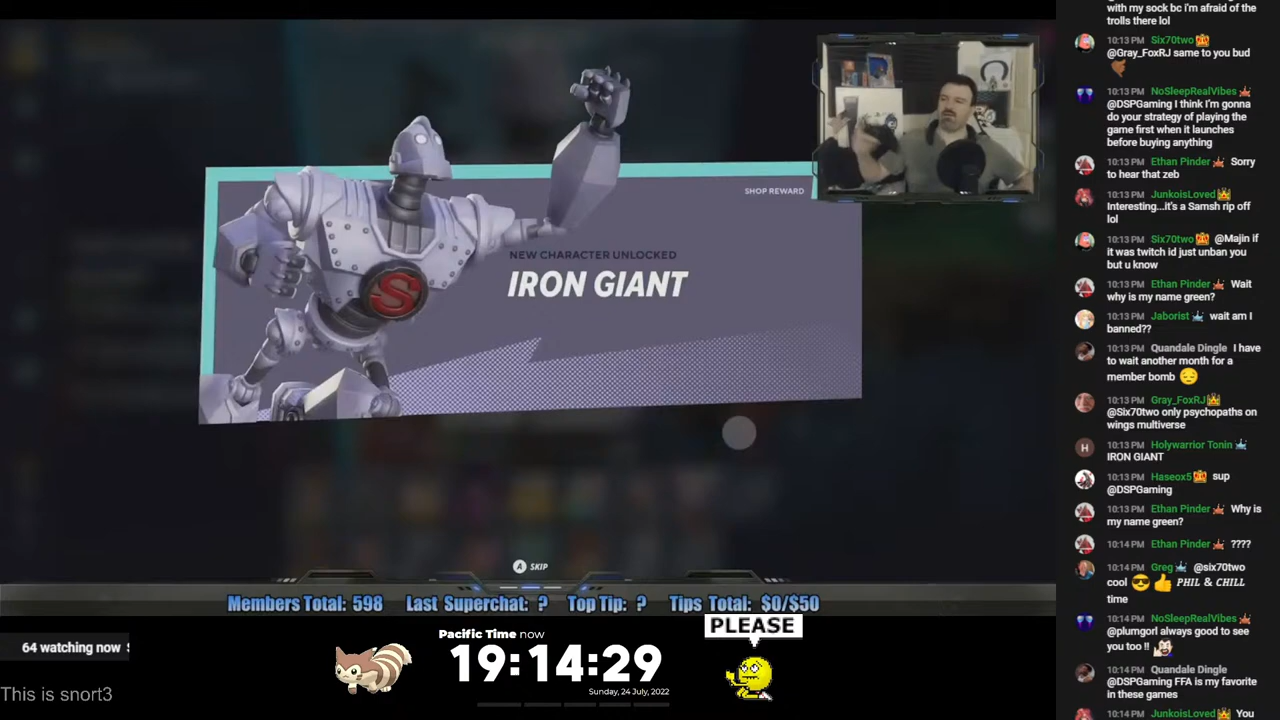 SHOP REWARD
NEW CHARACTER UNLOCKED
IRON GIANT
S
A SKIP
Members Total: 598 Last Superchat: ? Top Tip: ? Tips Total: $0/$50
PLEASE
64 watching now
Pacific Time now
19:14:29
Sunday, 24 July, 2022
This is snort3
with my sock bc i'm afraid of the
trolls there lol
10:13 PM Six70two
@Gray_FoxRJ same to you bud
10:13 PM NoSleepRealVibes
@DSPGaming I think I'm gonna
do your strategy of playing the
game first when it launches
before buying anything
10:13 PM Ethan Pinder Sorry
to hear that zeb
10:13 PM JunkoisLoved
Interesting...it's a Samsh rip off
lol
10:13 PM Six70two @Majin if
it was twitch id just unban you
but u know
10:13 PM Ethan Pinder Wait
why is my name green?
10:13 PM Jaborist wait am I
banned??
10:13 PM Quandale Dingle I have
to wait another month for a
member bomb
10:13 PM Gray_FoxRJ
@Six70two only psychopaths on
wings multiverse
H
10:13 PM Holywarrior Tonin
IRON GIANT
10:13 PM Haseox5 sup
@DSPGaming
10:13 PM Ethan Pinder Why is
my name green?
10:14 PM Ethan Pinder ????
10:14 PM Greg @six70two
cool PHIL & CHILL
time
10:14 PM NoSleepRealVibes
@plumgorl always good to see
you too !!
10:14 PM Quandale Dingle
@DSPGaming FFA is my favorite
in these games
10:14 PM JunkoisLoved You